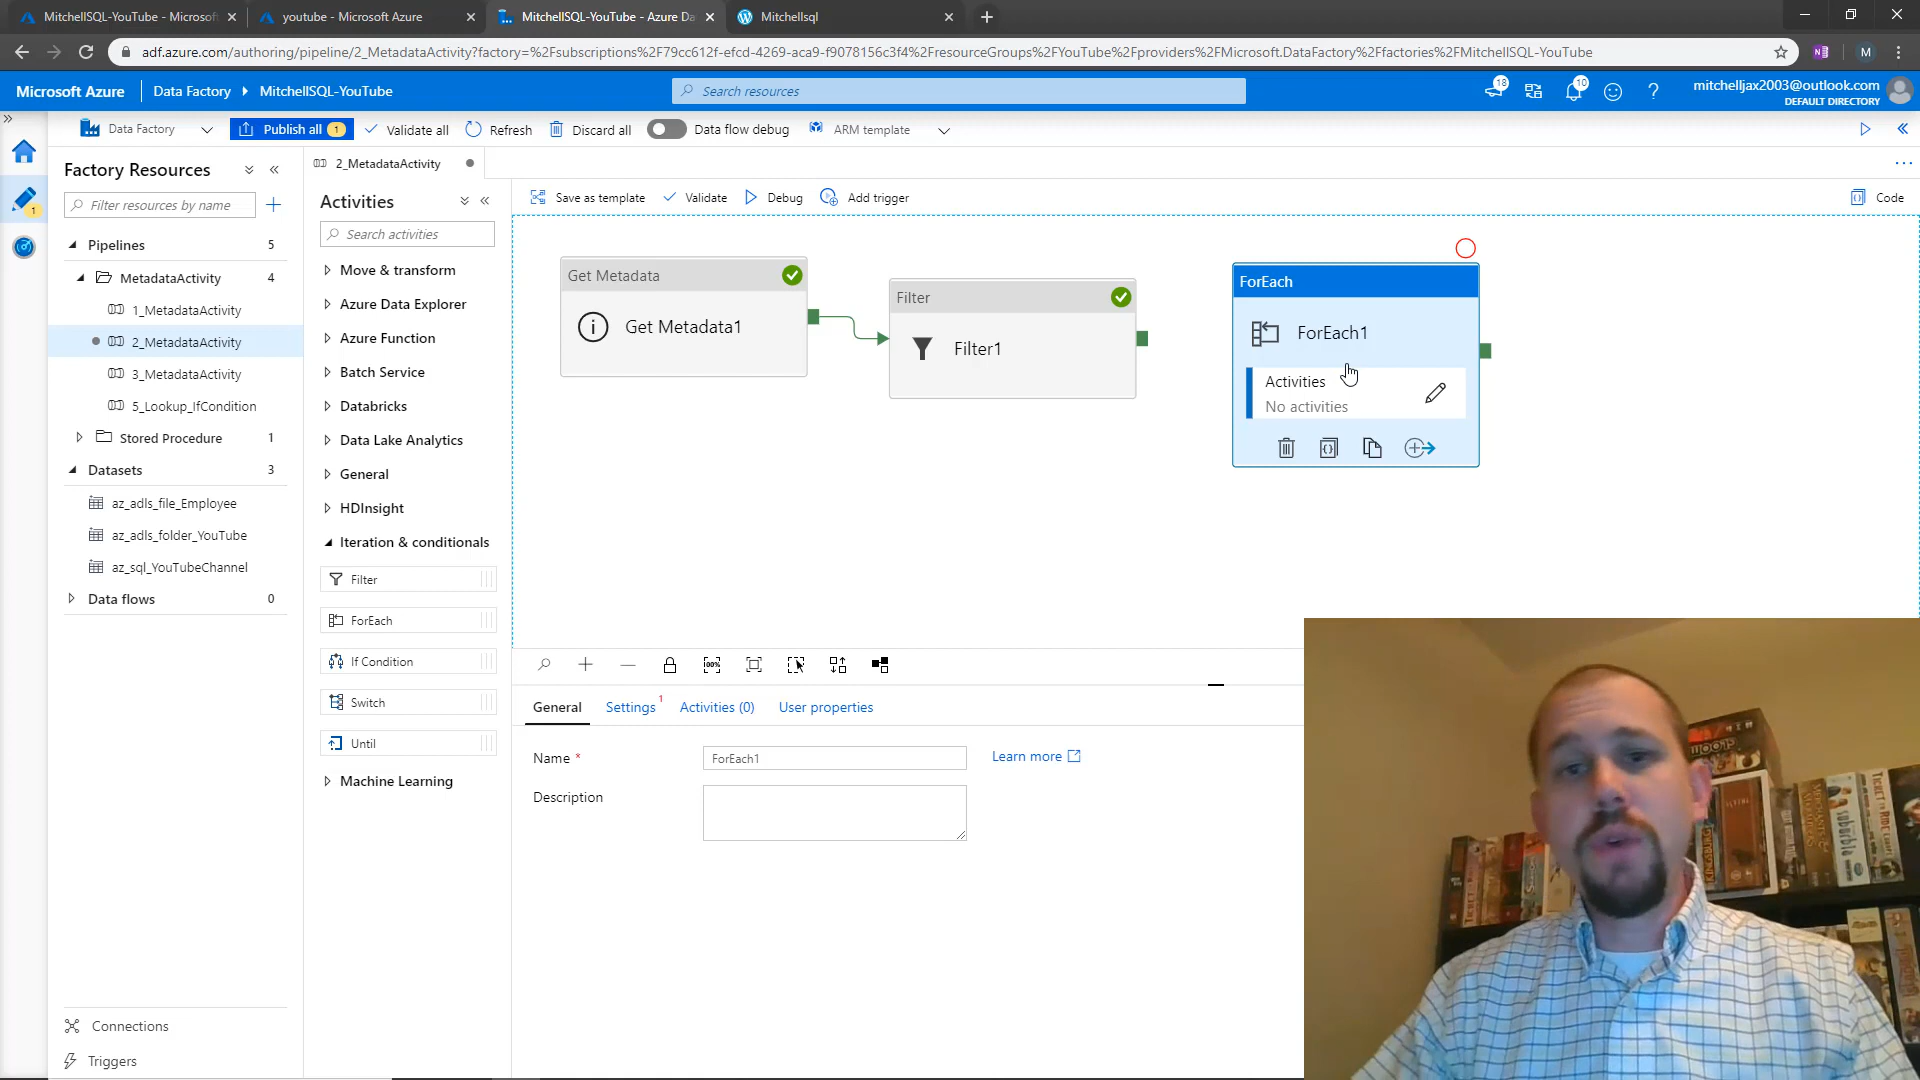 MitchellSQL-YouTube - Microsoft
youtube - Microsoft Azure
MitchellSQL-YouTube - Azure Da
Mitchellsql
adf.azure.com/authoring/pipeline/2_MetadataActivity?factory=%2Fsubscriptions%2F79cc612f-efcd-4269-aca9-f9078156c3f4%2FresourceGroups%2FYouTube%2Fproviders%2FMicrosoft.DataFactory%2Ffactories%2FMitchellSQL-YouTube
M
Microsoft Azure
Data Factory
MitchellSQL-YouTube
Search resources
18
10
mitchelljax2003@outlook.com
DEFAULT DIRECTORY
Data Factory
Publish all 1
Validate all
Refresh
Discard all
Data flow debug
ARM template
1
Factory Resources
Filter resources by name
Pipelines 5
MetadataActivity 4
1_MetadataActivity
2_MetadataActivity
3_MetadataActivity
5_Lookup_IfCondition
Stored Procedure 1
Datasets 3
az_adls_file_Employee
az_adls_folder_YouTube
az_sql_YouTubeChannel
Data flows 0
Connections
Triggers
2_MetadataActivity
Activities
Search activities
Move & transform
Azure Data Explorer
Azure Function
Batch Service
Databricks
Data Lake Analytics
General
HDInsight
Iteration & conditionals
Filter
ForEach
If Condition
Switch
Until
Machine Learning
Save as template
Validate
Debug
Add trigger
Code
Get Metadata
Get Metadata1
Filter
Filter1
ForEach
ForEach1
Activities
No activities
100%
General
Settings 1
Activities (0)
User properties
Name *
ForEach1
Learn more
Description